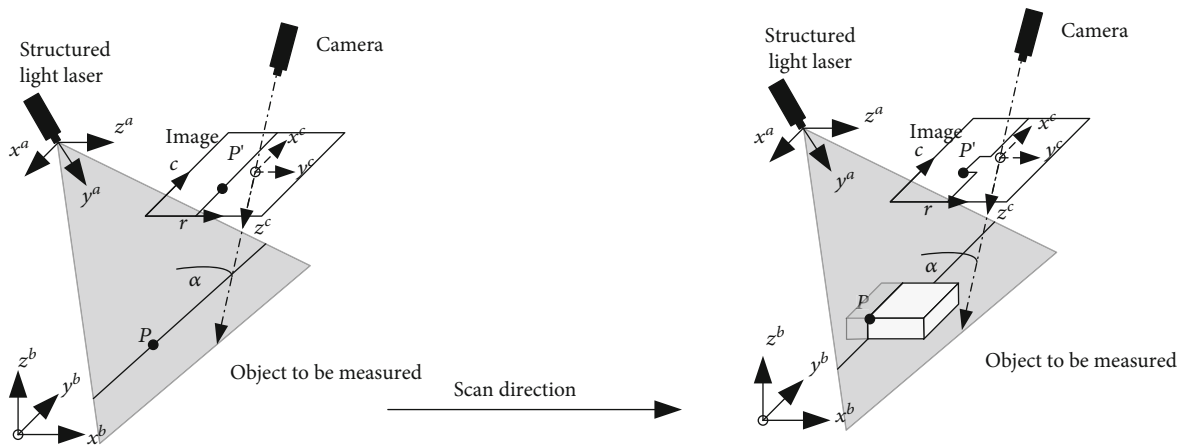 Structured
light laser
Camera
Image
x^a
z^a
y^a
c
P'
x^c
y^c
r
z^c
α
P
Object to be measured
z^b
y^b
x^b
Scan direction
Structured
light laser
Camera
Image
x^a
z^a
y^a
c
P'
x^c
y^c
r
z^c
α
P
Object to be measured
z^b
y^b
x^b